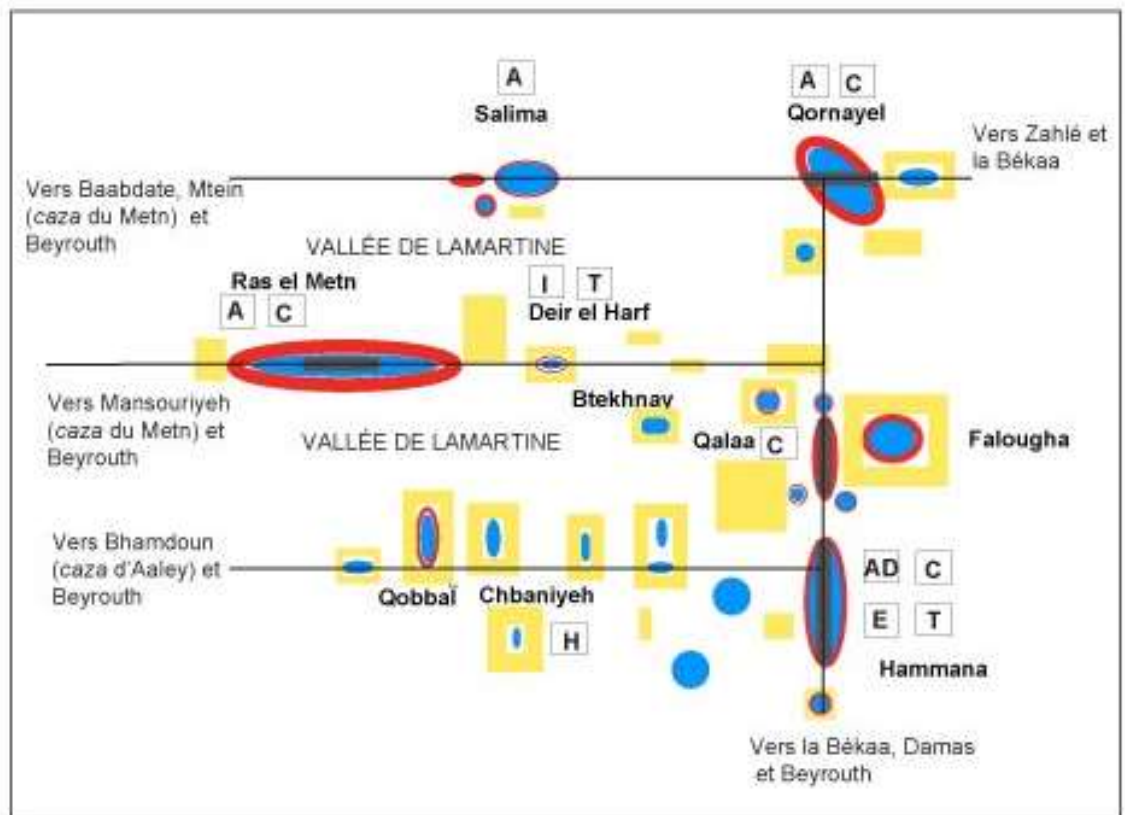 A
A C
Salima
Qornayel
Vers Zahlé et
la Békaa
Vers Baabdate, Mtein
(caza du Metn) et
Beyrouth
VALLÉE DE LAMARTINE
Ras el Metn
A C
I T
Deir el Harf
Vers Mansouriyeh
(caza du Metn) et
Beyrouth
Btekhnay
VALLÉE DE LAMARTINE
Qalaa C
Falougha
Vers Bhamdoun
(caza d'Aaley) et
Beyrouth
Qobbaï
Chbaniyeh
H
AD C
E T
Hammana
Vers la Békaa, Damas
et Beyrouth